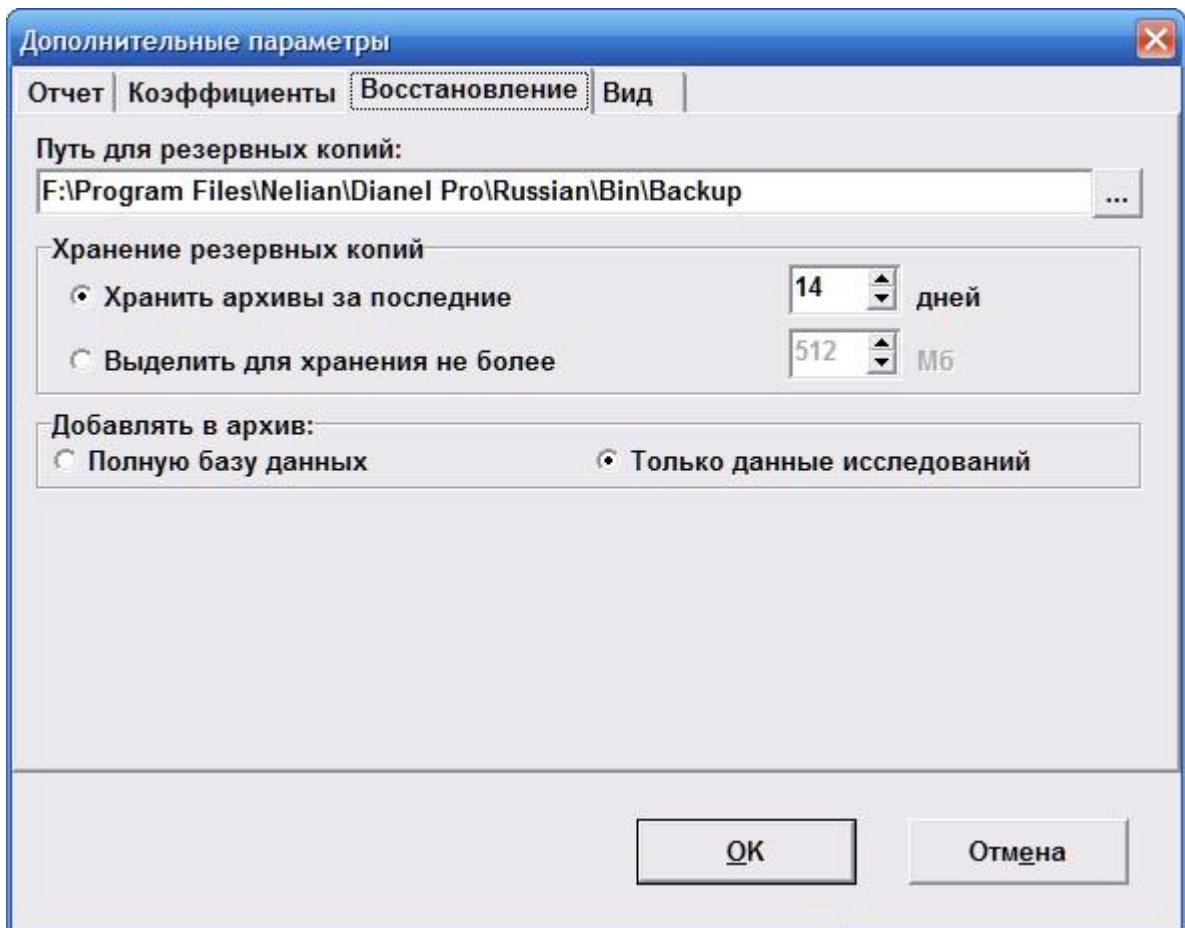 Дополнительные параметры
Отчет Коэффициенты Восстановление Вид
Путь для резервных копий:
F:\Program Files\Nelian\Dianel Pro\Russian\Bin\Backup ...
Хранение резервных копий
Хранить архивы за последние 14 дней
Выделить для хранения не более 512 Мб
Добавлять в архив:
Полную базу данных Только данные исследований
OK Отмена